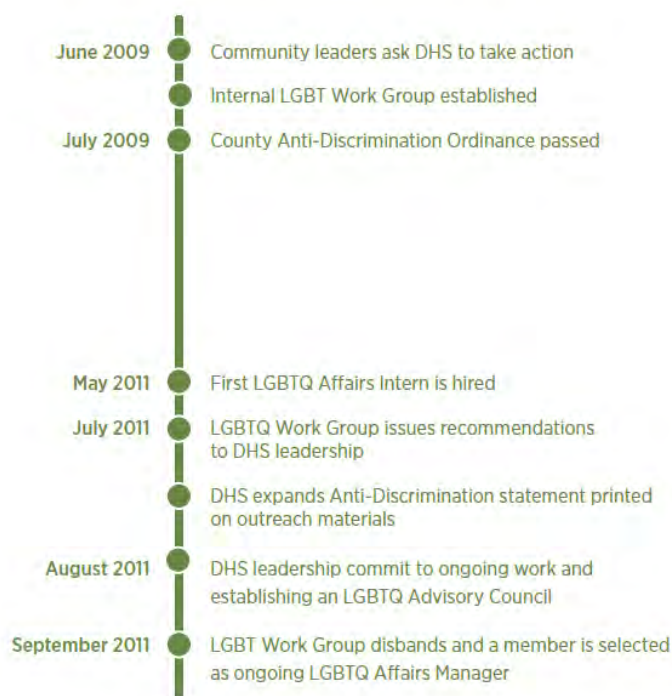 June 2009 Community leaders ask DHS to take action
Internal LGBT Work Group established
July 2009 County Anti-Discrimination Ordinance passed
May 2011 First LGBTQ Affairs Intern is hired
July 2011 LGBTQ Work Group issues recommendations
to DHS leadership
DHS expands Anti-Discrimination statement printed
on outreach materials
August 2011 DHS leadership commit to ongoing work and
establishing an LGBTQ Advisory Council
September 2011 LGBT Work Group disbands and a member is selected
as ongoing LGBTQ Affairs Manager